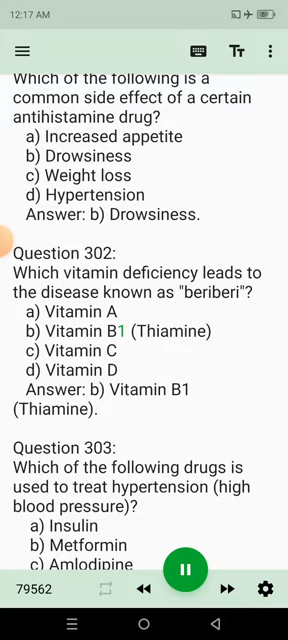 12:17 AM
Which of the following is a
common side effect of a certain
antihistamine drug?
a) Increased appetite
b) Drowsiness
c) Weight loss
d) Hypertension
Answer: b) Drowsiness.
Question 302:
Which vitamin deficiency leads to
the disease known as "beriberi"?
a) Vitamin A
b) Vitamin B1 (Thiamine)
c) Vitamin C
d) Vitamin D
Answer: b) Vitamin B1
(Thiamine).
Question 303:
Which of the following drugs is
used to treat hypertension (high
blood pressure)?
a) Insulin
b) Metformin
c) Amlodipine
79562